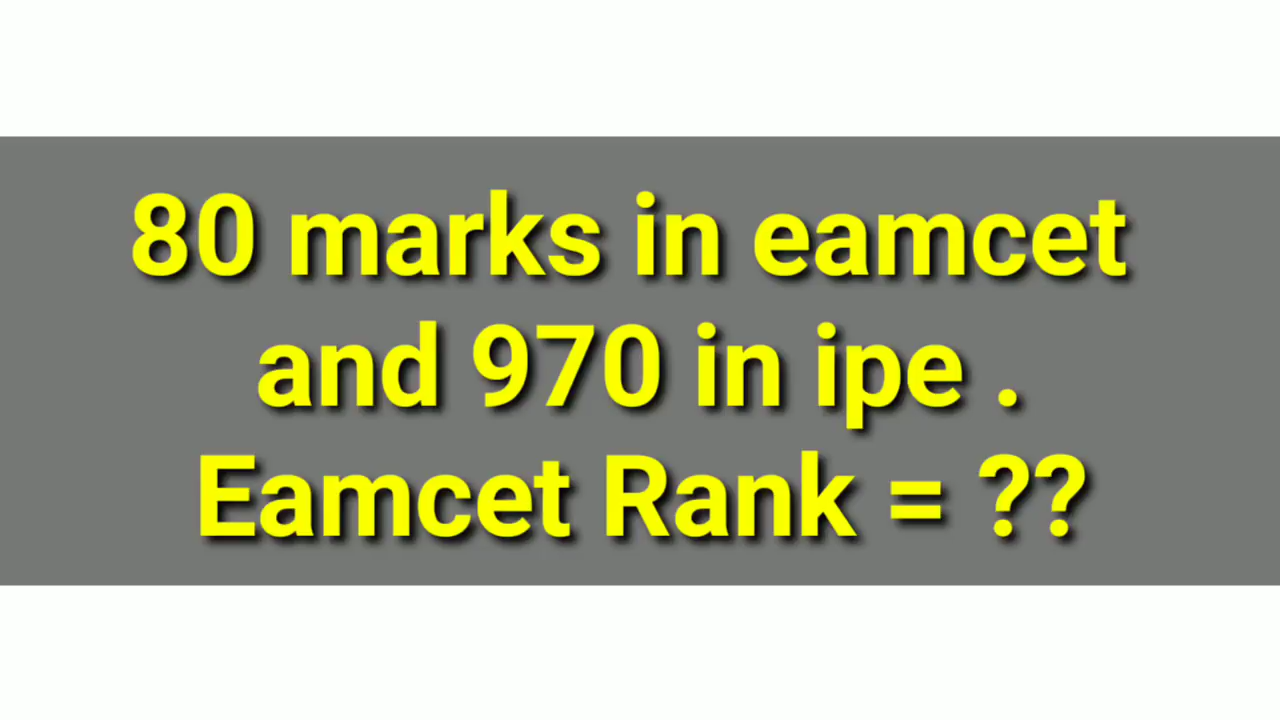 80 marks in eamcet
and 970 in ipe .
Eamcet Rank = ??